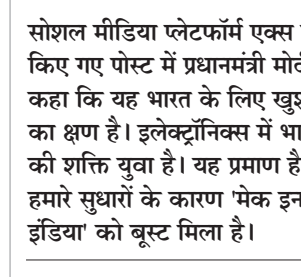 सोशल मीडिया प्लेटफॉर्म एक्स
किए गए पोस्ट में प्रधानमंत्री
कहा कि यह भारत के लिए
का क्षण है। इलेक्ट्रॉनिक्स में
की शक्ति युवा है। यह प्रमाण है
हमारे सुधारों के कारण 'मेक इन
इंडिया' को बूस्ट मिला है।